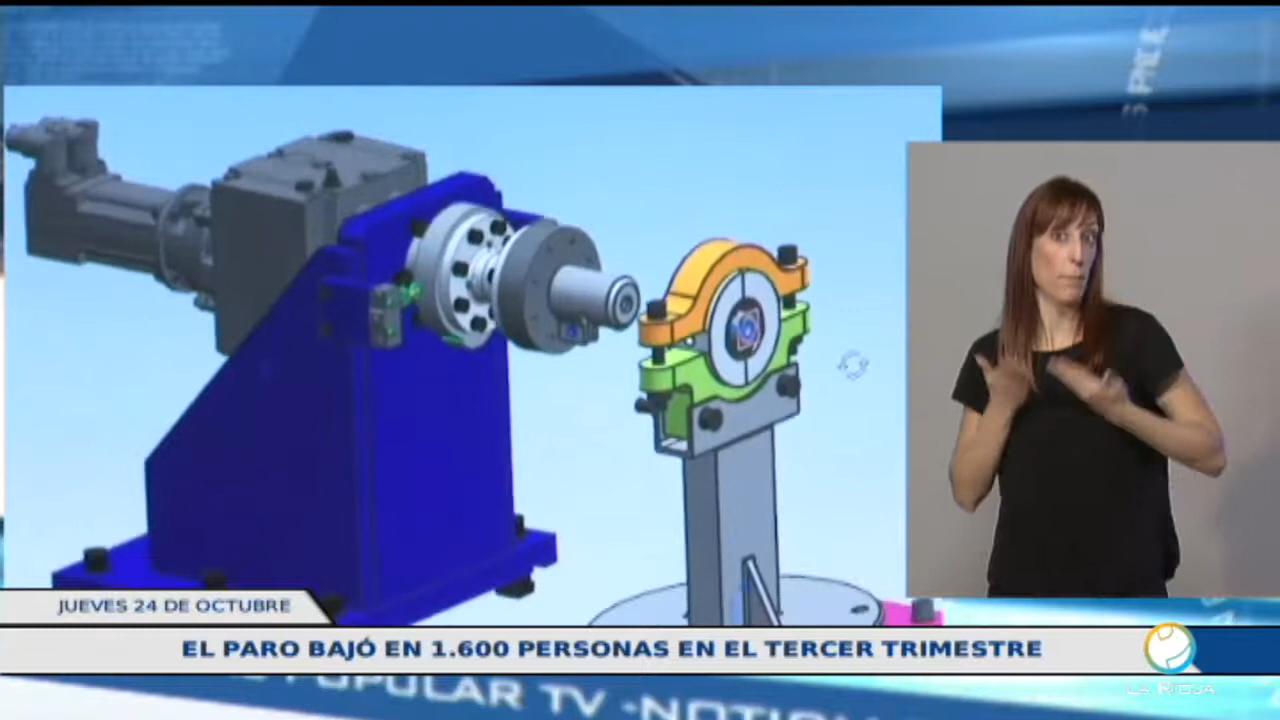 JUEVES 24 DE OCTUBRE
EL PARO BAJÓ EN 1.600 PERSONAS EN EL TERCER TRIMESTRE
LA RIOJA
POPULAR TV -NOTICI